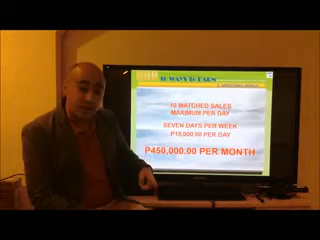 10 WAYS to EARN
10 MATCHED SALES
MAXIMUM PER DAY
SEVEN DAYS PER WEEK
P15,000.00 PER DAY
P450,000.00 PER MONTH